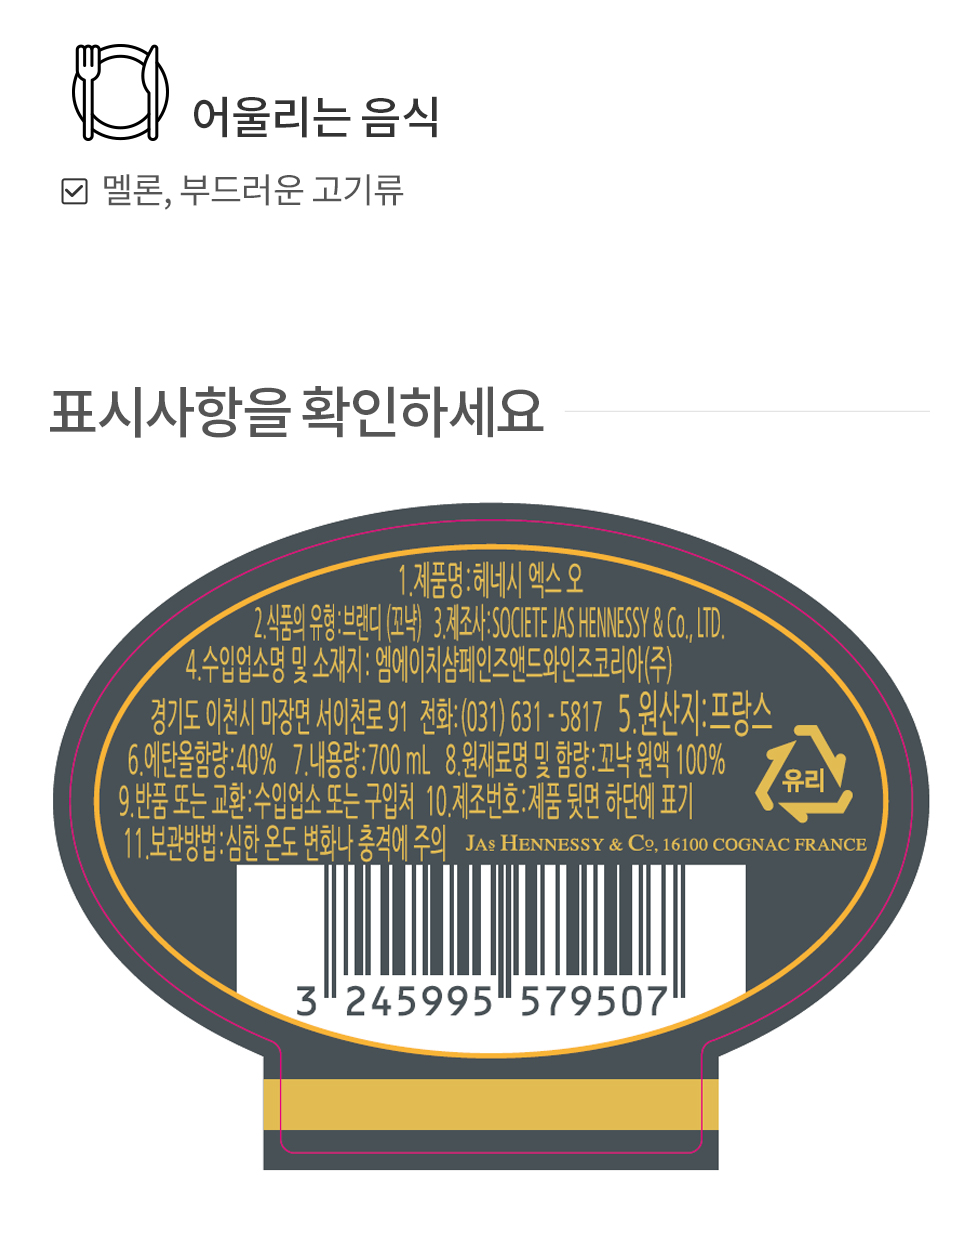 어울리는 음식
멜론, 부드러운 고기류
표시사항을 확인하세요
1.제품명:헤네시 엑스 오
2.식품의 유형:브랜디 (꼬냑) 3.제조사:SOCIETE JAS HENNESSY & Co., LTD.
4.수입업소명 및 소재지: 엠에이치샴페인즈앤드와인즈코리아(주)
경기도 이천시 마장면 서이천로 91 전화:(031) 631 - 5817 5.원산지:프랑스
6.에탄올함량:40% 7.내용량:700 mL 8.원재료명 및 함량:꼬냑 원액 100%
유리
9.반품 또는 교환:수입업소 또는 구입처 10.제조번호:제품 뒷면 하단에 표기
11.보관방법:심한 온도 변화나 충격에 주의 JAS HENNESSY & Co, 16100 COGNAC FRANCE
3 245995 579507